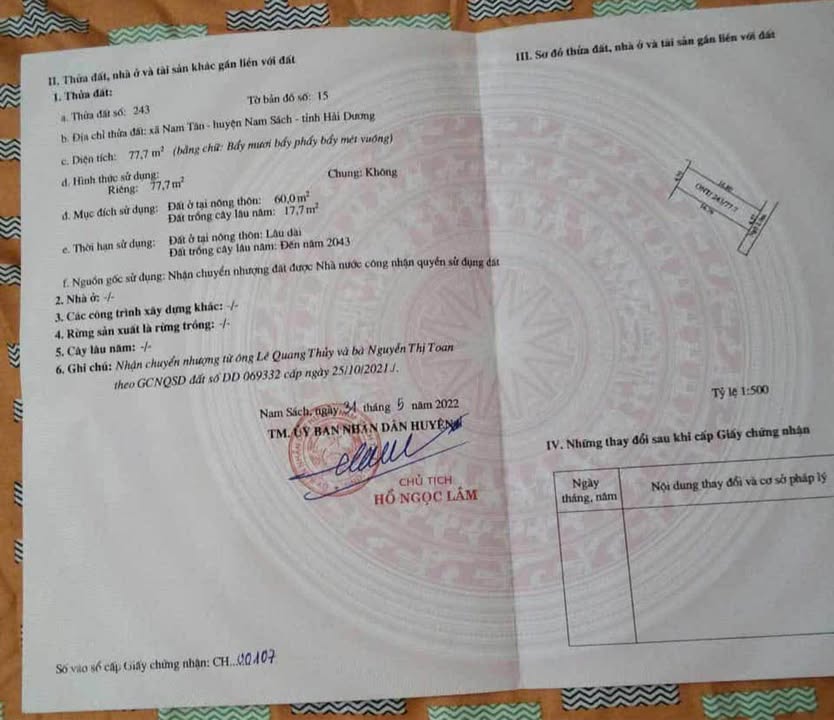 II. Thửa đất, nhà ở và tài sản khác gắn liền với đất
1. Thửa đất:
a. Thửa đất số: 243 Tờ bản đồ số: 15
b. Địa chỉ thửa đất: xã Nam Tân - huyện Nam Sách - tỉnh Hải Dương
c. Diện tích: 77,7 m² (bằng chữ: Bẩy mươi bẩy phẩy bẩy mét vuông)
d. Hình thức sử dụng:
Riêng: 77,7 m² Chung: Không
đ. Mục đích sử dụng: Đất ở tại nông thôn: 60,0 m²
Đất trồng cây lâu năm: 17,7 m²
e. Thời hạn sử dụng: Đất ở tại nông thôn: Lâu dài
Đất trồng cây lâu năm: Đến năm 2043
f. Nguồn gốc sử dụng: Nhận chuyển nhượng đất được Nhà nước công nhận quyền sử dụng đất
2. Nhà ở: -/-
3. Các công trình xây dựng khác: -/-
4. Rừng sản xuất là rừng trồng: -/-
5. Cây lâu năm: -/-
6. Ghi chú: Nhận chuyển nhượng từ ông Lê Quang Thủy và bà Nguyễn Thị Toan
theo GCNQSD đất số DD 069332 cấp ngày 25/10/2021./.
Nam Sách, ngày 31 tháng 5 năm 2022
TM. ỦY BAN NHÂN DÂN HUYỆN
CHỦ TỊCH
HỒ NGỌC LÂM
Số vào sổ cấp Giấy chứng nhận: CH...00107
III. Sơ đồ thửa đất, nhà ở và tài sản gắn liền với đất
Tỷ lệ 1:500
IV. Những thay đổi sau khi cấp Giấy chứng nhận
Ngày
tháng, năm
Nội dung thay đổi và cơ sở pháp lý